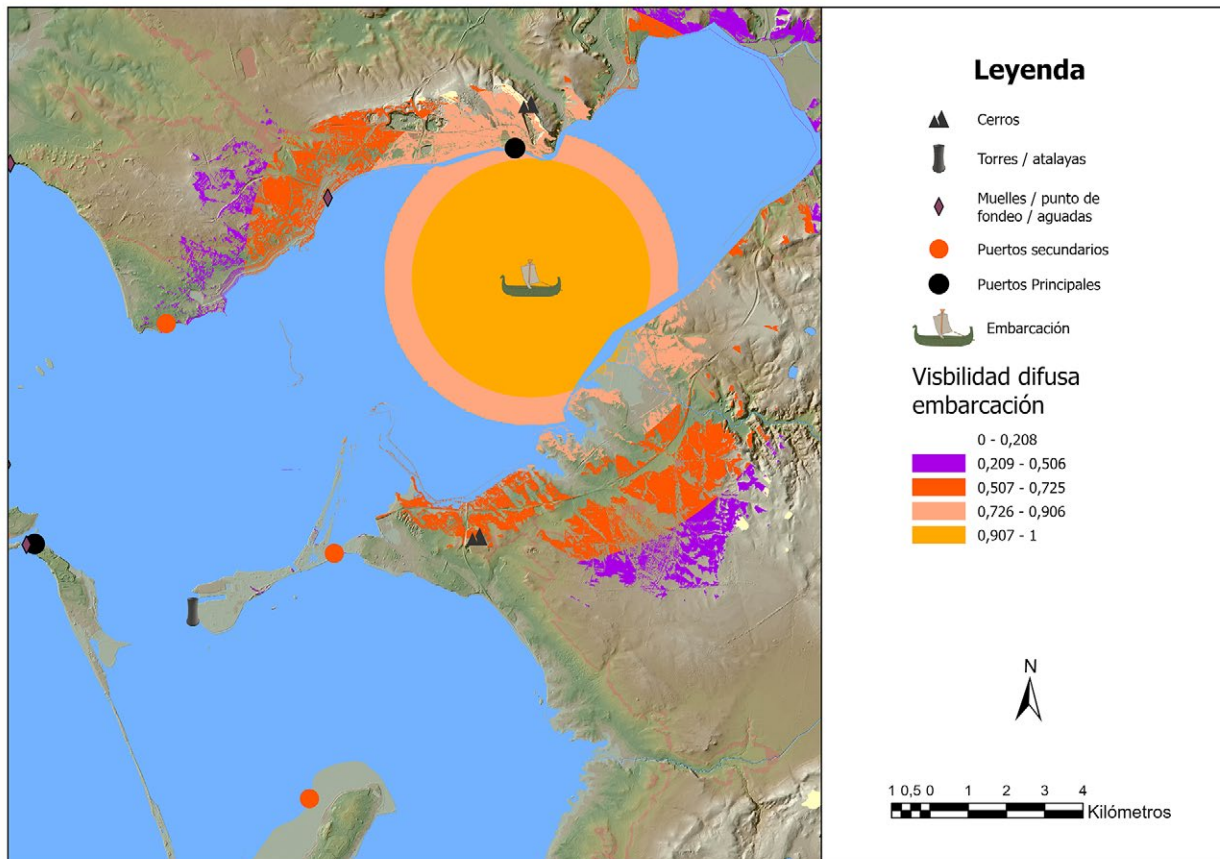 Leyenda
Cerros
Torres / atalayas
Muelles / punto de
fondeo / aguadas
Puertos secundarios
Puertos Principales
Embarcación
Visbilidad difusa
embarcación
0 - 0,208
0,209 - 0,506
0,507 - 0,725
0,726 - 0,906
0,907 - 1
N
1 0,5 0 1 2 3 4
Kilómetros